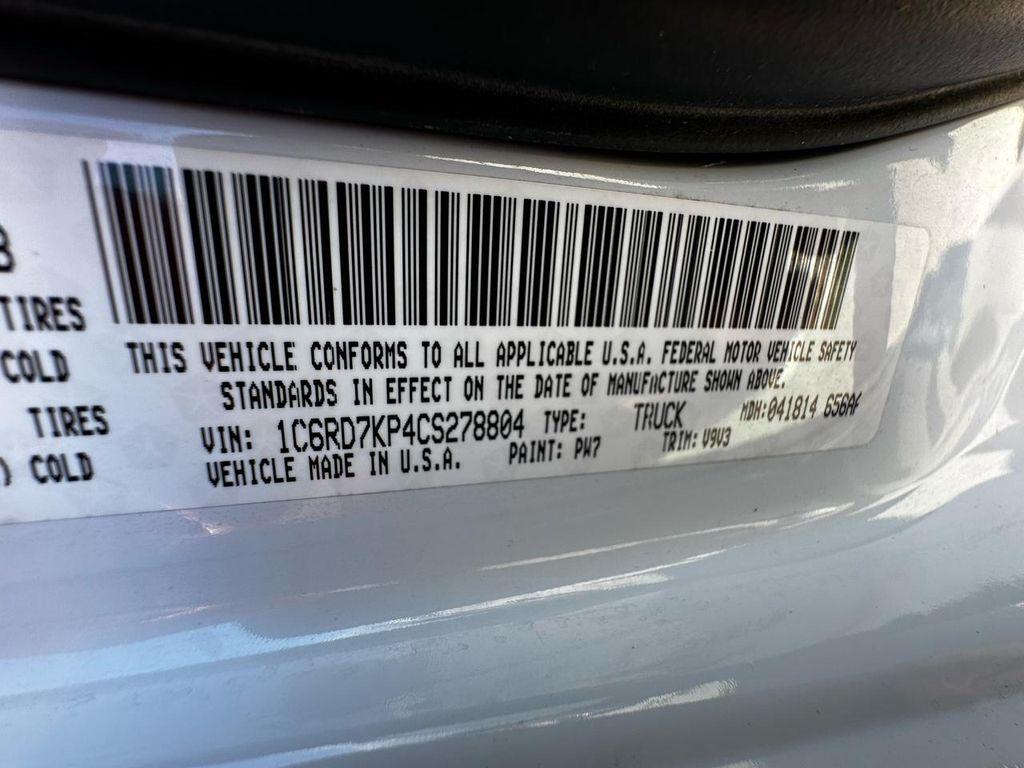 TIRES
COLD
TIRES
) COLD
THIS VEHICLE CONFORMS TO ALL APPLICABLE U.S.A. FEDERAL MOTOR VEHICLE SAFETY
STANDARDS IN EFFECT ON THE DATE OF MANUFACTURE SHOWN ABOVE.
VIN: 1C6RD7KP4CS278804 TYPE: TRUCK MDH:041814 656AF
VEHICLE MADE IN U.S.A. PAINT: PW7 TRIM: V9V3